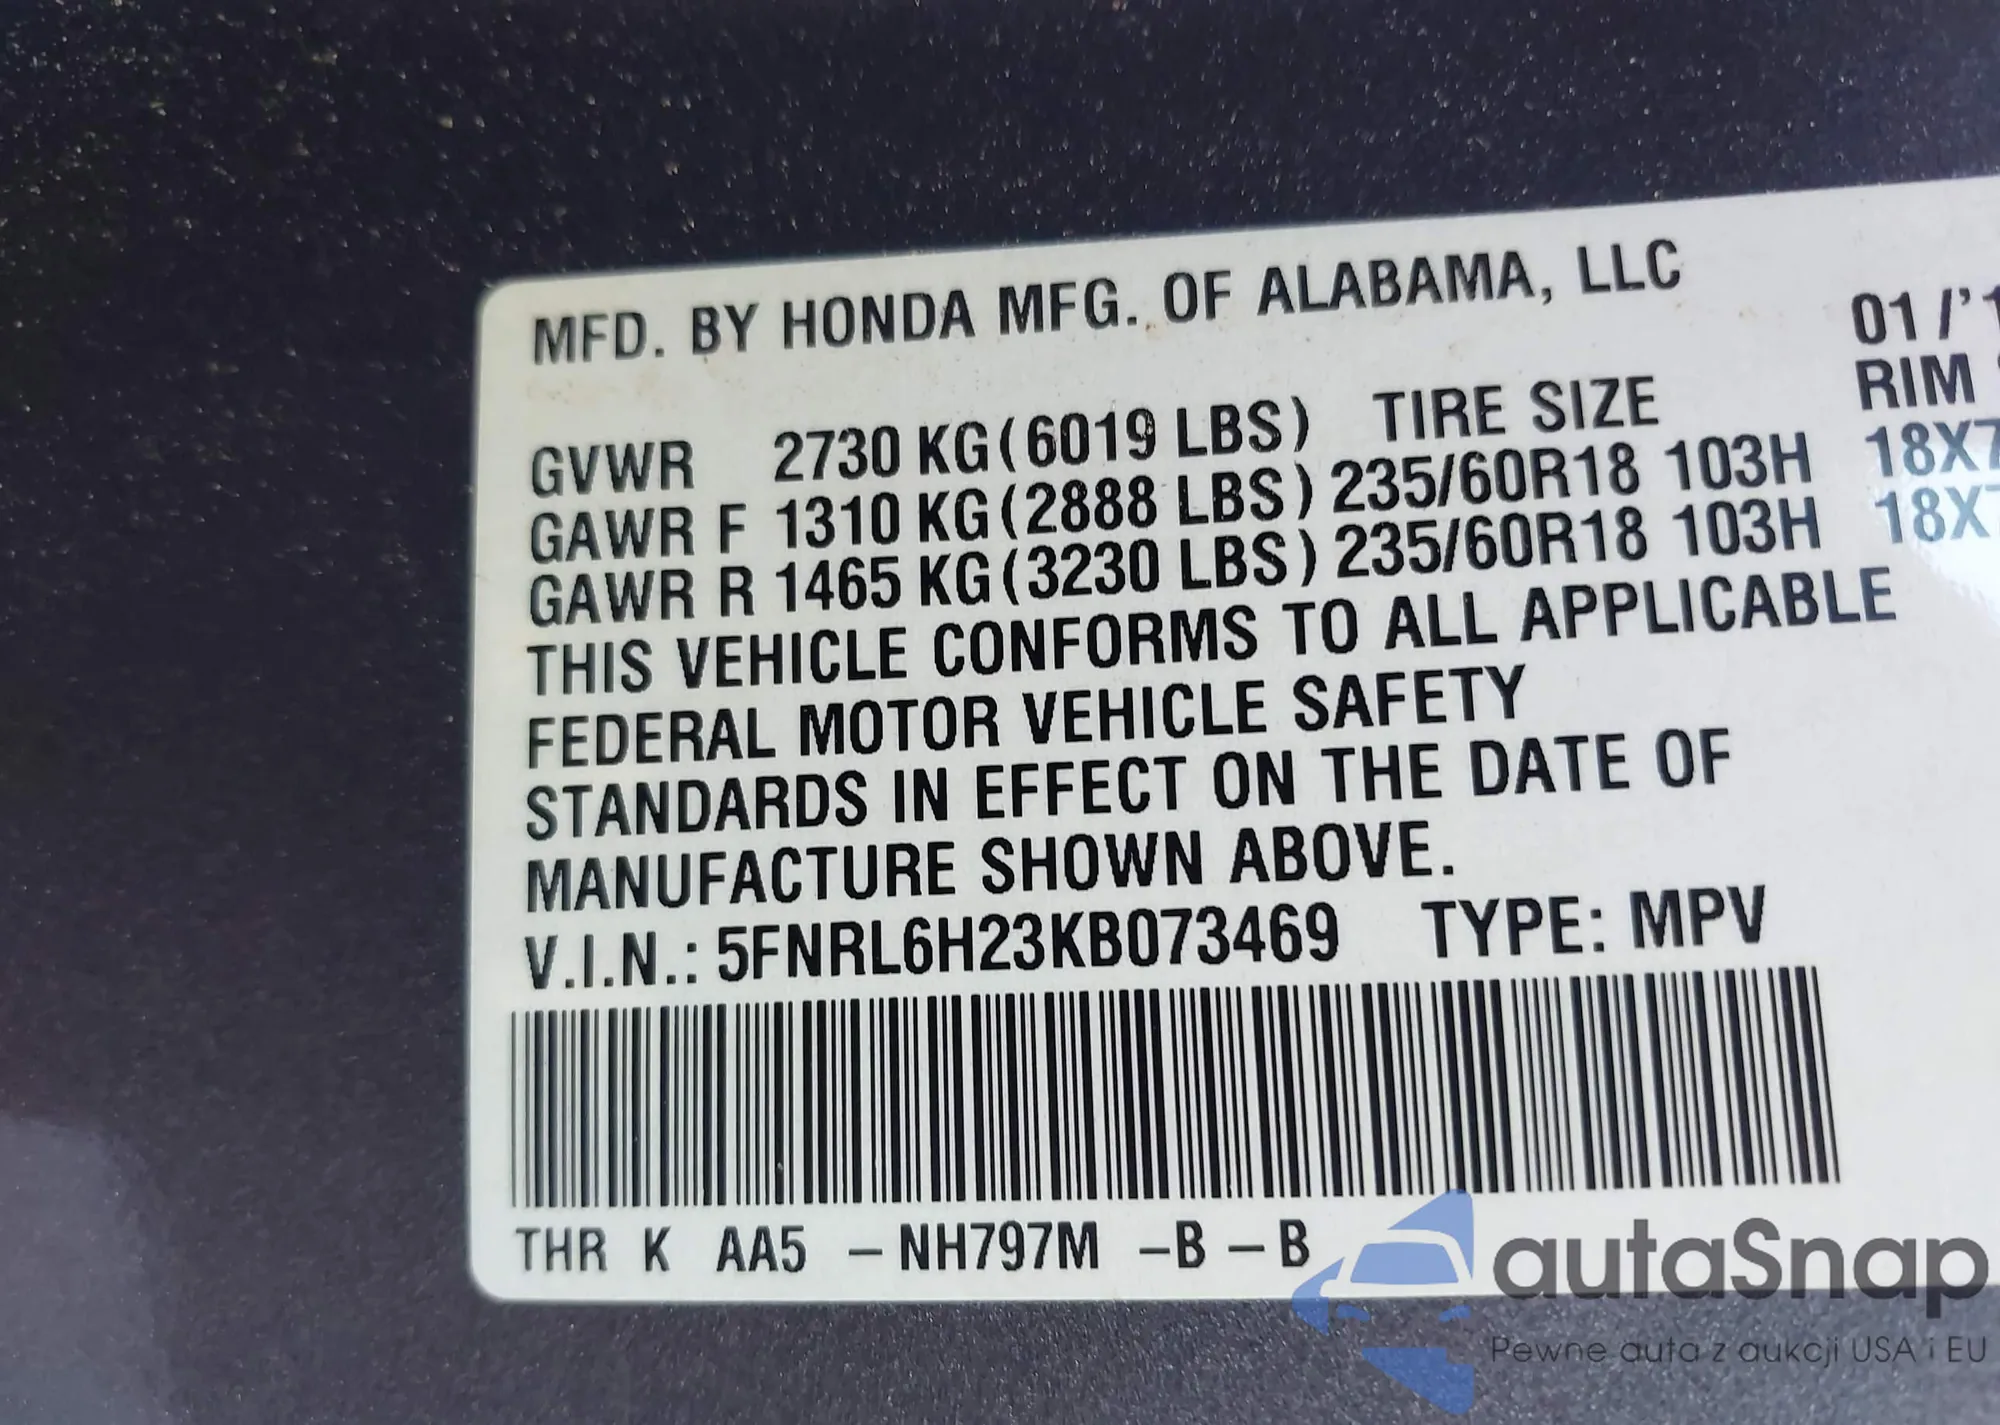 MFD. BY HONDA MFG. OF ALABAMA, LLC
01/'1
GVWR 2730 KG(6019 LBS) TIRE SIZE RIM
GAWR F 1310 KG(2888 LBS) 235/60R18 103H 18X7
GAWR R 1465 KG(3230 LBS) 235/60R18 103H 18X7
THIS VEHICLE CONFORMS TO ALL APPLICABLE
FEDERAL MOTOR VEHICLE SAFETY
STANDARDS IN EFFECT ON THE DATE OF
MANUFACTURE SHOWN ABOVE.
V.I.N.: 5FNRL6H23KB073469 TYPE: MPV
THR K AA5 – NH797M –B – B
autaSnap
Pewne auta z aukcji USA i EU